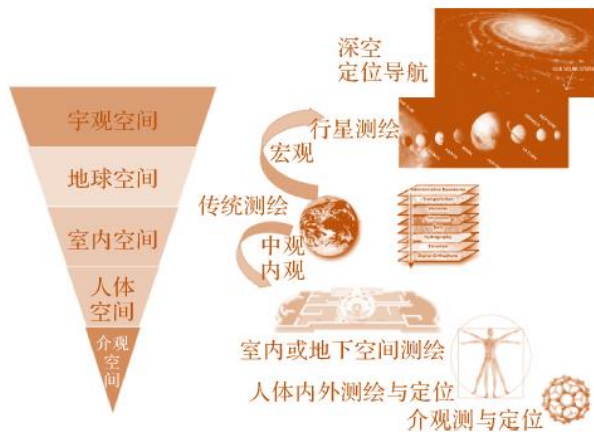 深空
定位导航
宇观空间
行星测绘
宏观
地球空间
传统测绘
室内空间
中观
内观
人体
空间
介观
空间
室内或地下空间测绘
人体内外测绘与定位
介观测与定位